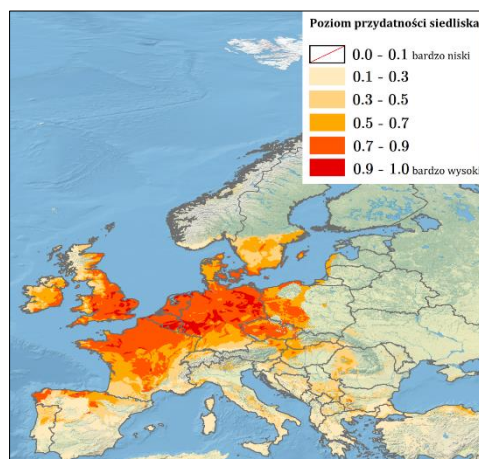 Poziom przydatności siedliska
0.0 - 0.1 bardzo niski
0.1 - 0.3
0.3 - 0.5
0.5 - 0.7
0.7 - 0.9
0.9 - 1.0 bardzo wysoki